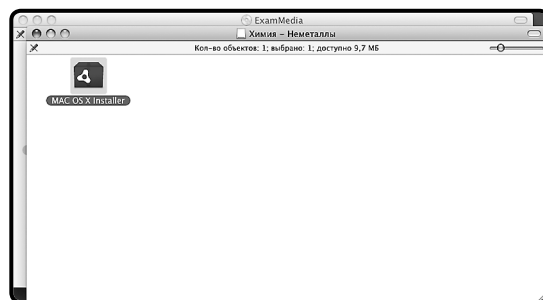 ExamMedia
Химия – Неметаллы
Кол-во объектов: 1; выбрано: 1; доступно 9,7 МБ
MAC OS X Installer